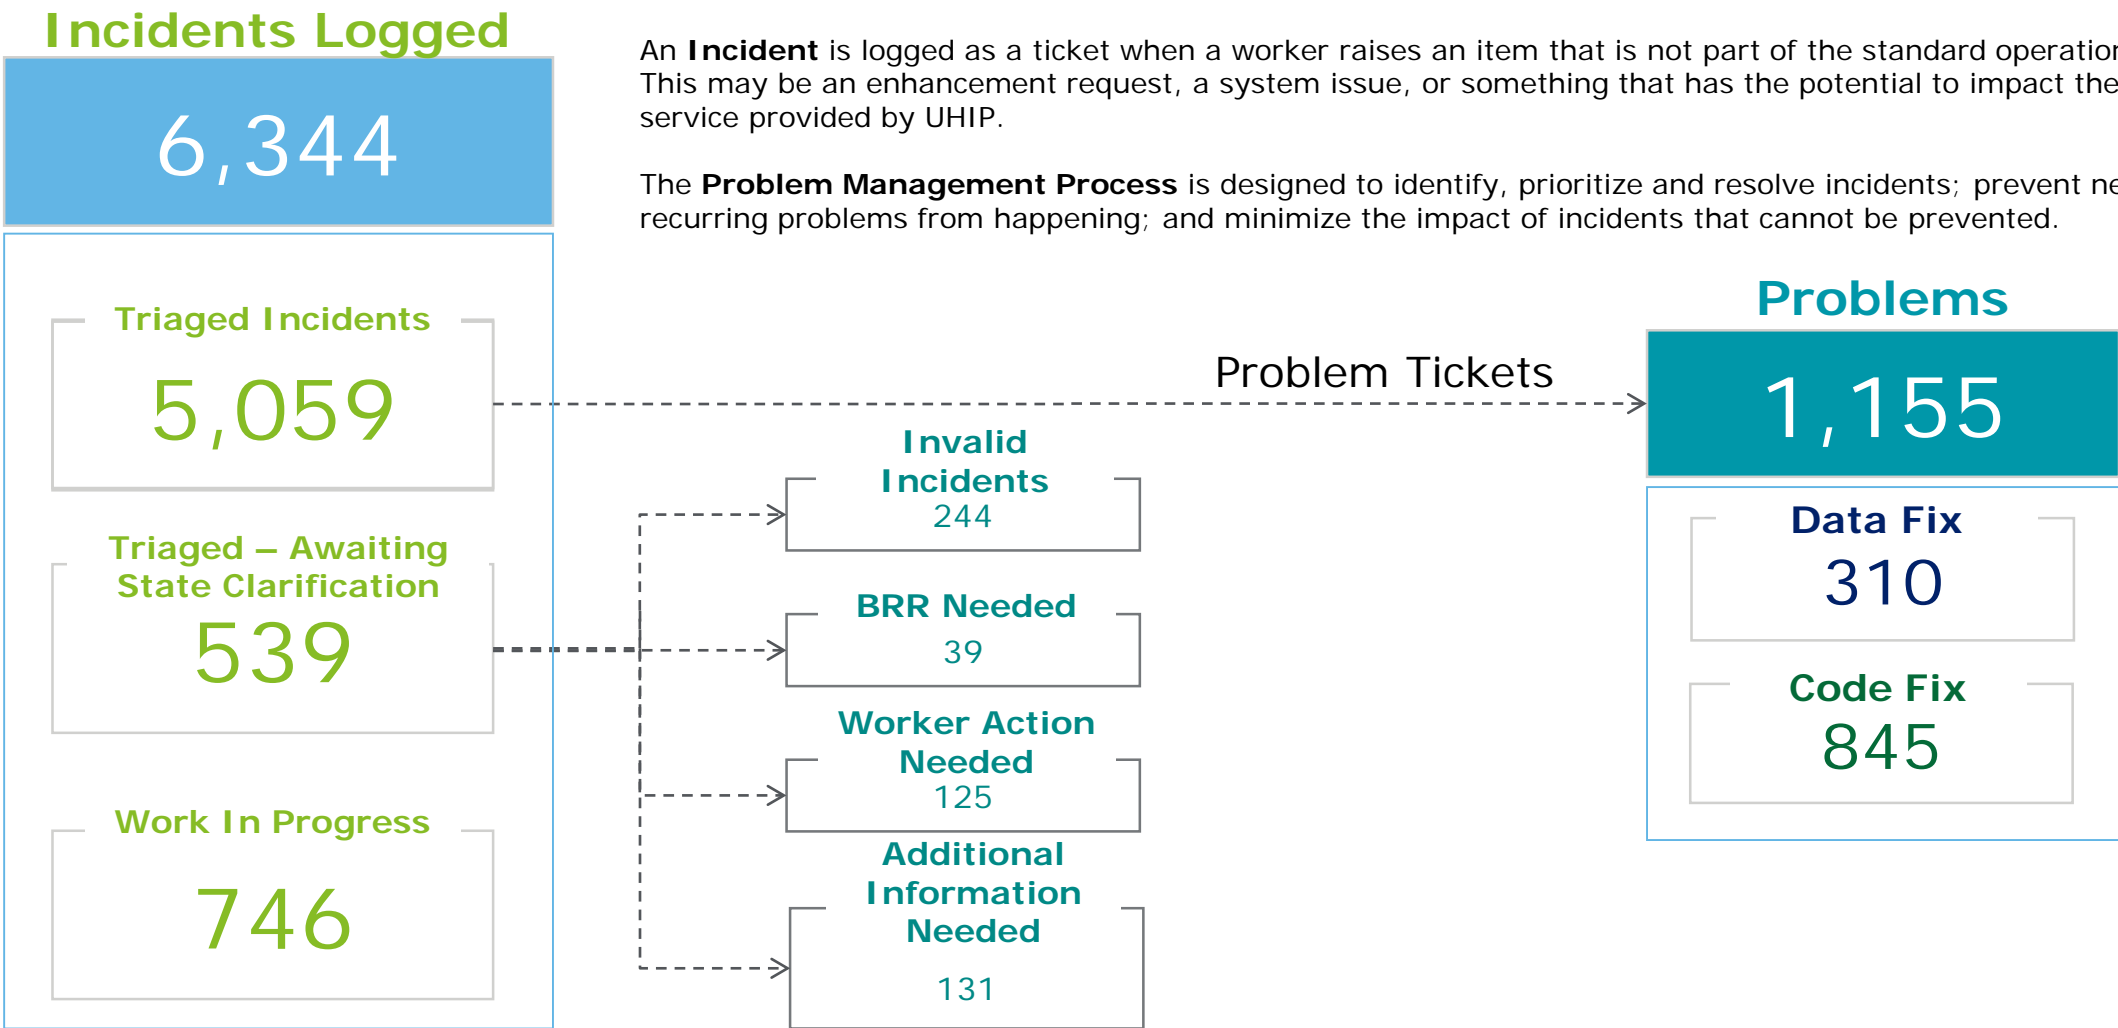 Incidents Logged
6,344
An Incident is logged as a ticket when a worker raises an item that is not part of the standard
This may be an enhancement request, a system issue, or something that has the potential to impact the
service provided by UHIP.
The Problem Management Process is designed to identify, prioritize and resolve incidents; prevent
recurring problems from happening; and minimize the impact of incidents that cannot be prevented.
Triaged Incidents
5,059
Triaged – Awaiting
State Clarification
539
Work In Progress
746
Problem Tickets
Invalid
Incidents
244
BRR Needed
39
Worker Action
Needed
125
Additional
Information
Needed
131
Problems
1,155
Data Fix
310
Code Fix
845